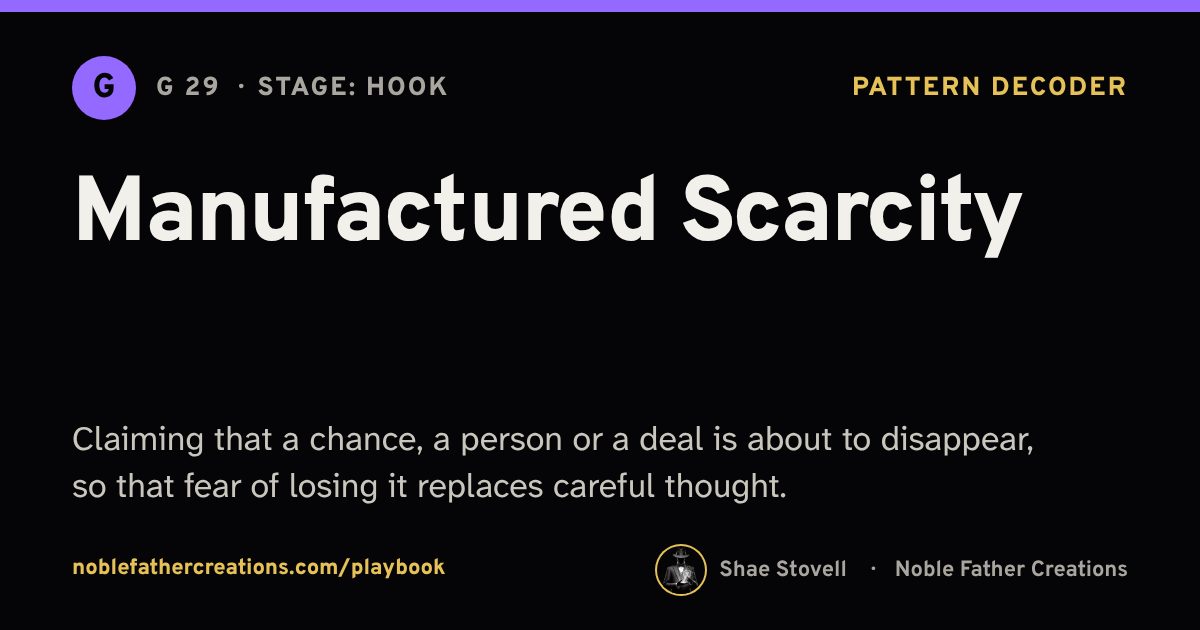 G
G 29 · STAGE: HOOK
PATTERN DECODER
Manufactured Scarcity
Claiming that a chance, a person or a deal is about to disappear,
so that fear of losing it replaces careful thought.
noblefathercreations.com/playbook
Shae Stovell · Noble Father Creations